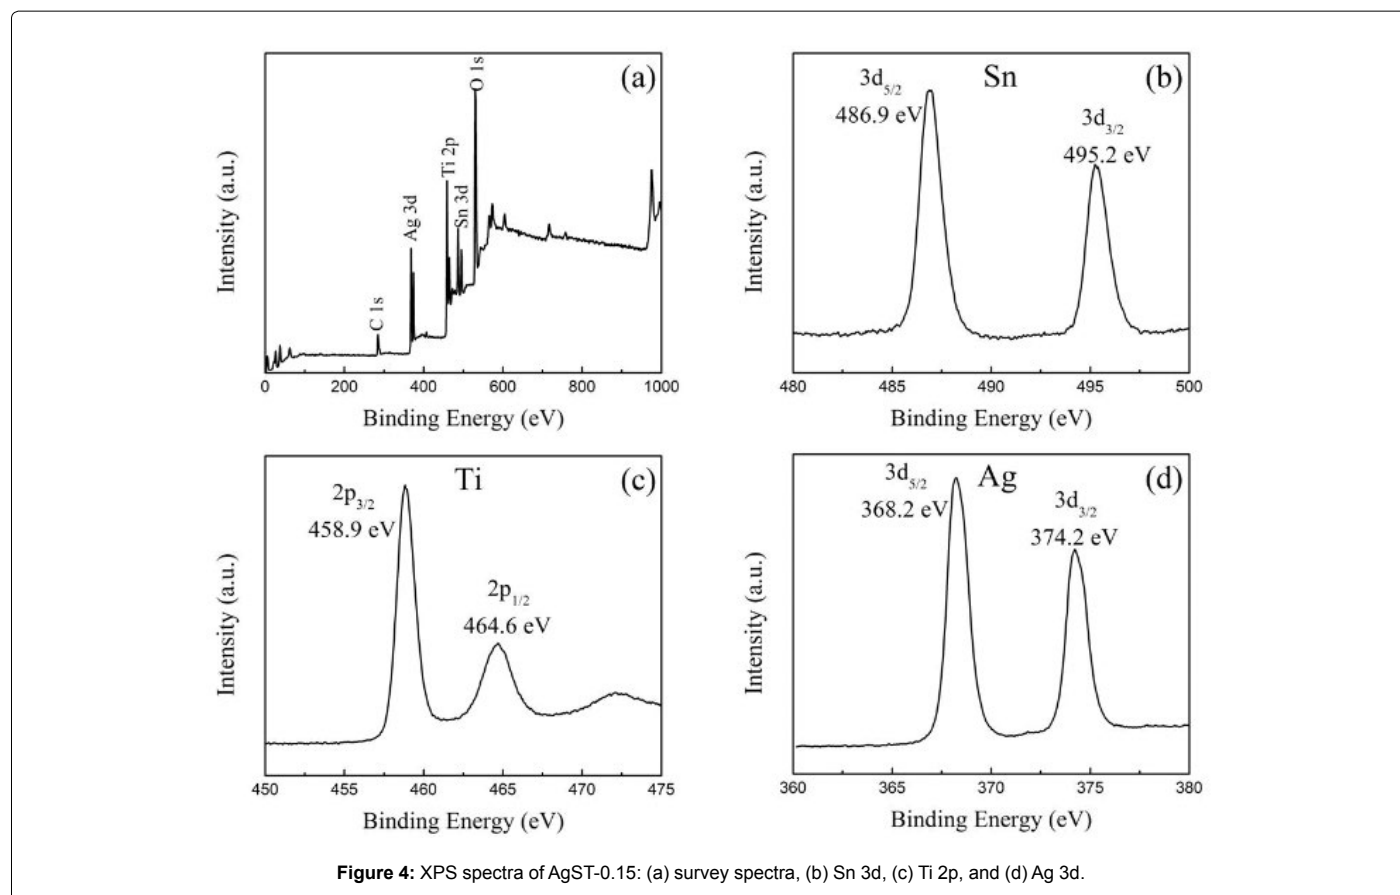 (a)
O 1s
Ti 2p
Sn 3d
Ag 3d
C 1s
Intensity (a.u.)
0 200 400 600 800 1000
Binding Energy (eV)
(b)
Sn
3d5/2
486.9 eV
3d3/2
495.2 eV
Intensity (a.u.)
480 485 490 495 500
Binding Energy (eV)
(c)
Ti
2p3/2
458.9 eV
2p1/2
464.6 eV
Intensity (a.u.)
450 455 460 465 470 475
Binding Energy (eV)
(d)
Ag
3d5/2
368.2 eV
3d3/2
374.2 eV
Intensity (a.u.)
360 365 370 375 380
Binding Energy (eV)
Figure 4: XPS spectra of AgST-0.15: (a) survey spectra, (b) Sn 3d, (c) Ti 2p, and (d) Ag 3d.